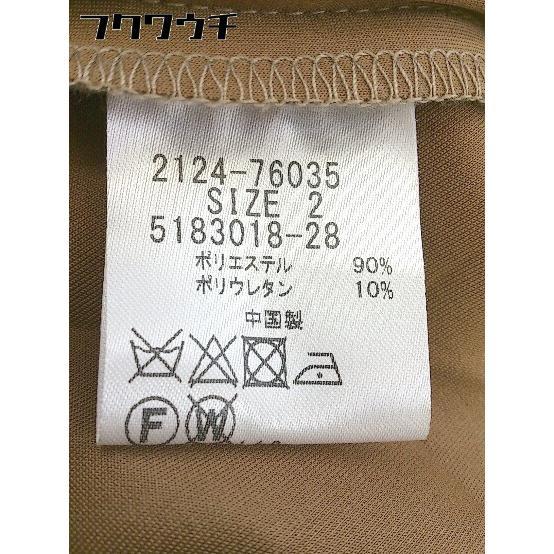 フクウウチ
2124-76035
SIZE 2
5183018-28
ポリエステル 90%
ポリウレタン 10%
中国製
F W